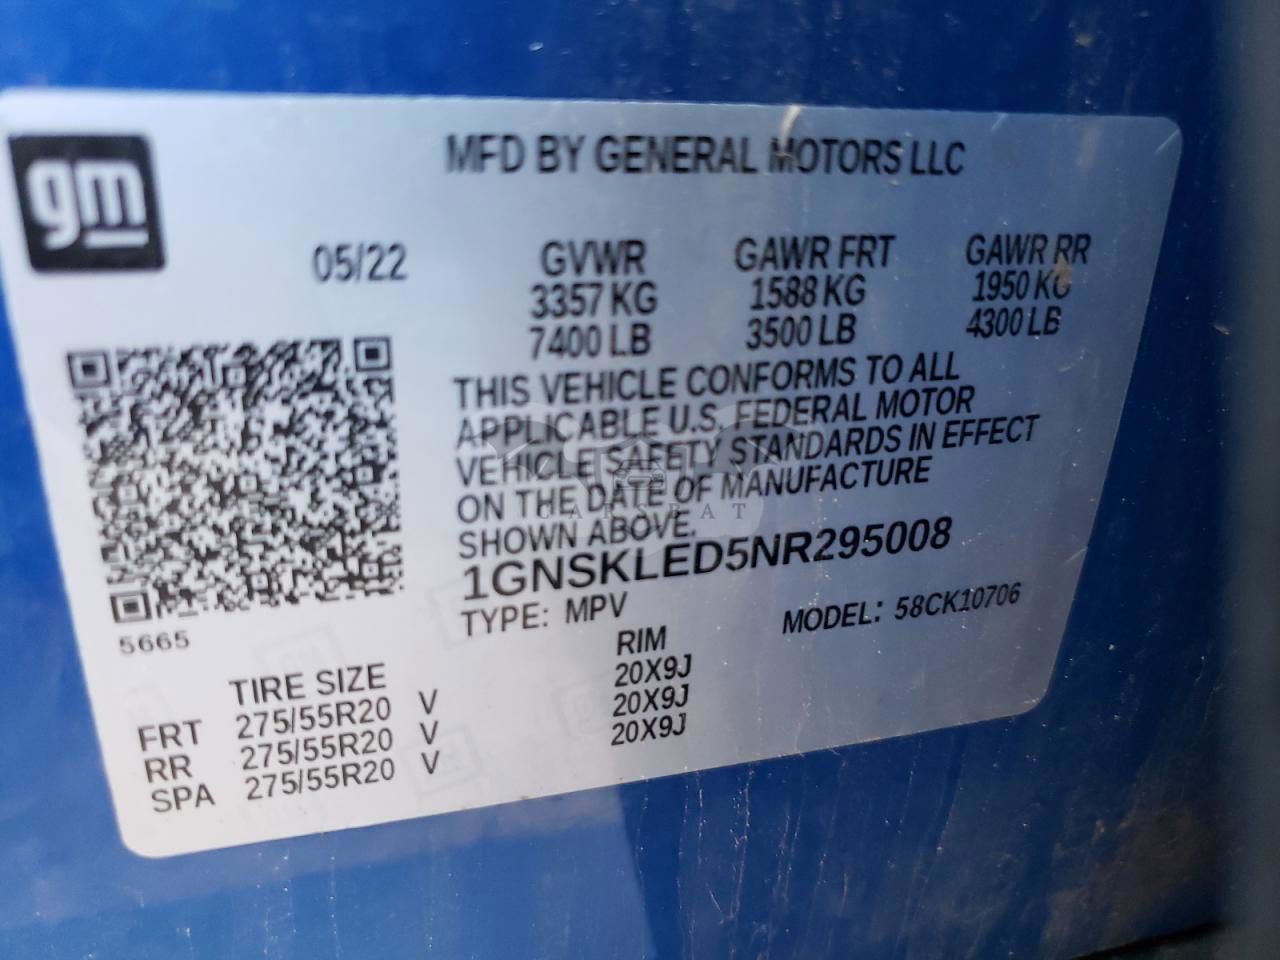 gm
MFD BY GENERAL MOTORS LLC
05/22
GVWR GAWR FRT GAWR RR
3357 KG 1588 KG 1950 KG
7400 LB 3500 LB 4300 LB
THIS VEHICLE CONFORMS TO ALL
APPLICABLE U.S. FEDERAL MOTOR
VEHICLE SAFETY STANDARDS IN EFFECT
ON THE DATE OF MANUFACTURE
SHOWN ABOVE.
1GNSKLED5NR295008
TYPE: MPV MODEL: 58CK10706
5665
TIRE SIZE RIM
FRT 275/55R20 V 20X9J
RR 275/55R20 V 20X9J
SPA 275/55R20 V 20X9J
CARSBAT